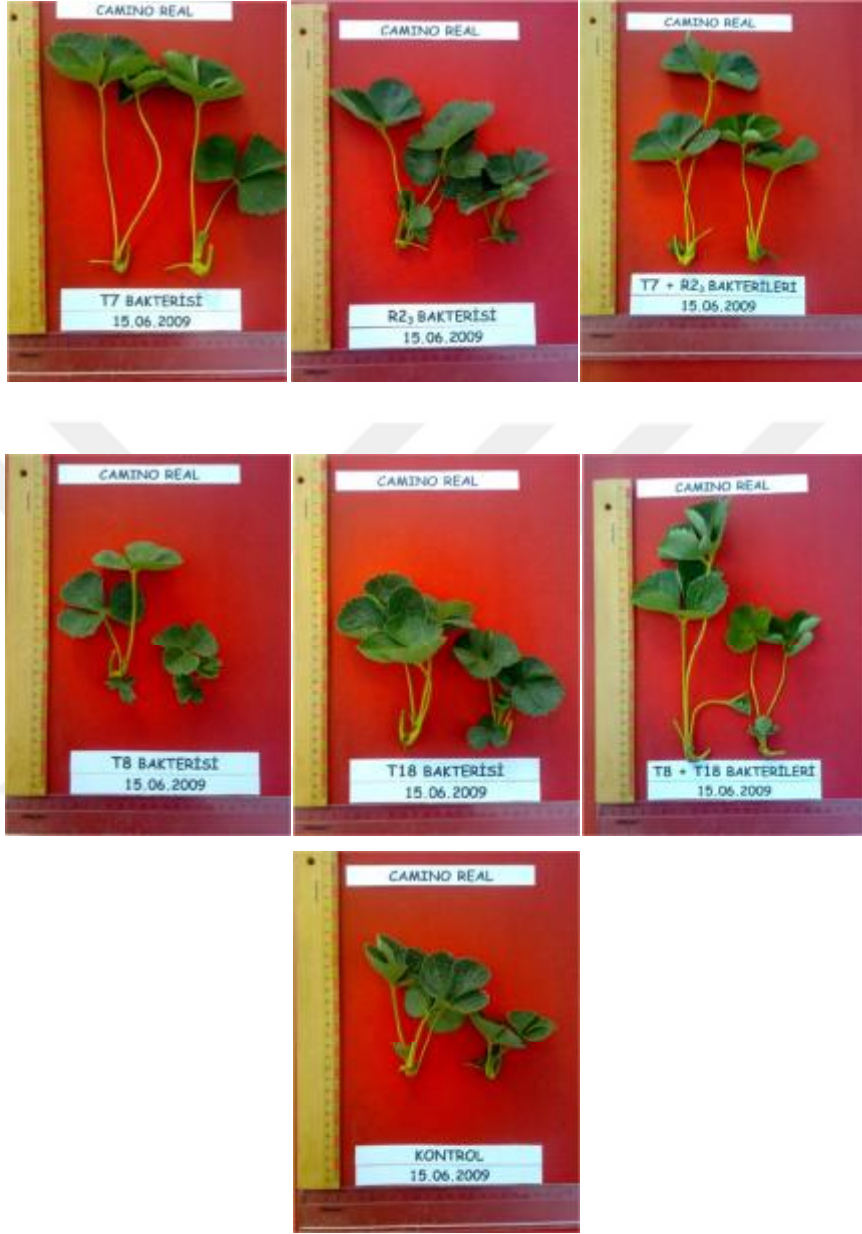 CAMINO REAL
T7 BAKTERİSİ
15.06.2009
CAMINO REAL
R2₃ BAKTERİSİ
15.06.2009
CAMINO REAL
T7 + R2₃ BAKTERİLERİ
15.06.2009
CAMINO REAL
T8 BAKTERİSİ
15.06.2009
CAMINO REAL
T18 BAKTERİSİ
15.06.2009
CAMINO REAL
T8 + T18 BAKTERİLERİ
15.06.2009
CAMINO REAL
KONTROL
15.06.2009